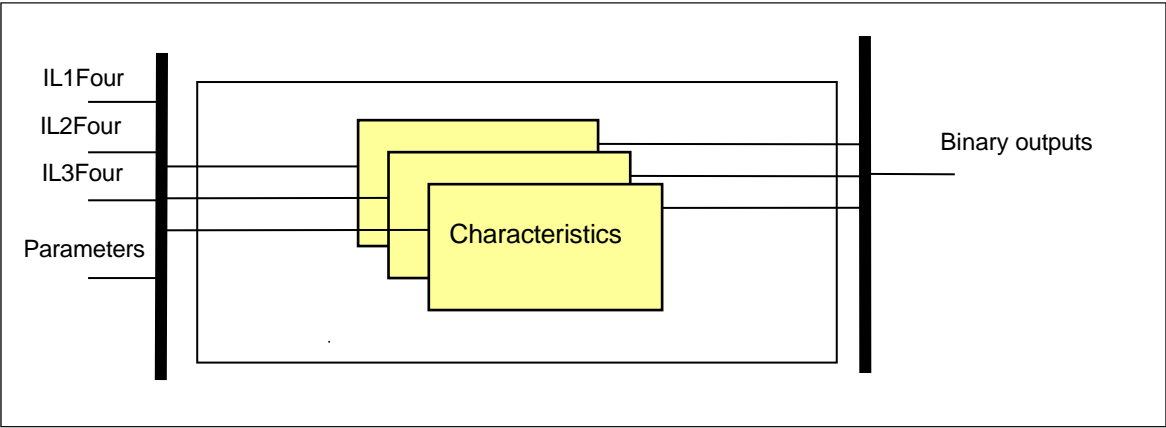 IL1Four
IL2Four
IL3Four
Parameters
Characteristics
Binary outputs